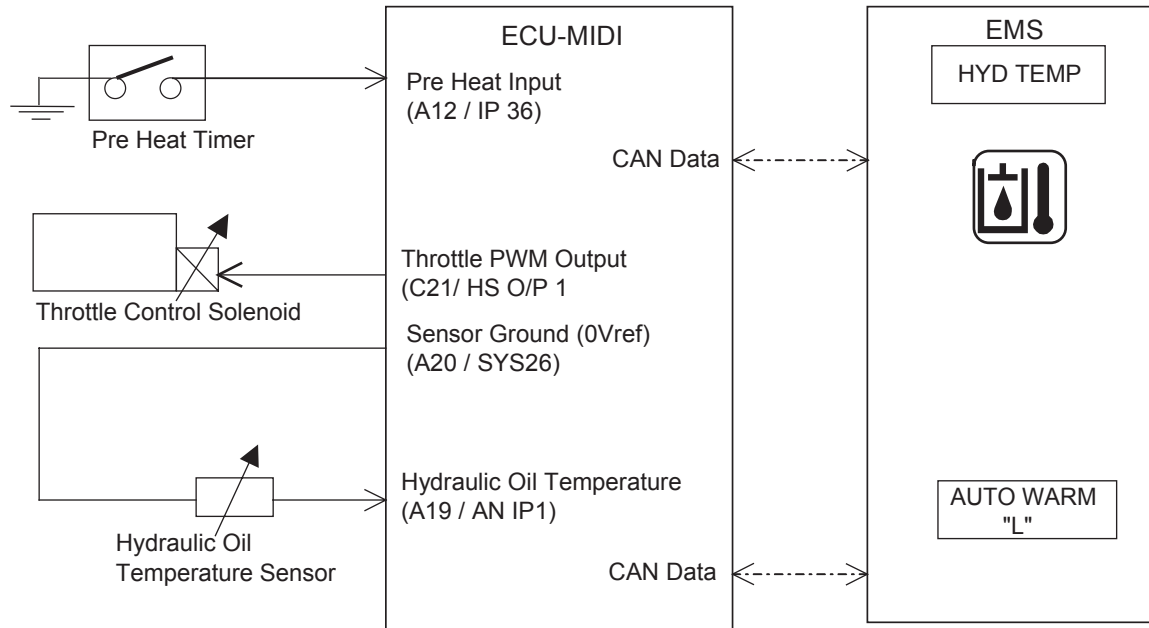 ECU-MIDI
EMS
HYD TEMP
Pre Heat Input
(A12 / IP 36)
Pre Heat Timer
CAN Data
Throttle PWM Output
(C21/ HS O/P 1
Throttle Control Solenoid
Sensor Ground (0Vref)
(A20 / SYS26)
Hydraulic Oil Temperature
(A19 / AN IP1)
AUTO WARM
"L"
Hydraulic Oil
Temperature Sensor
CAN Data